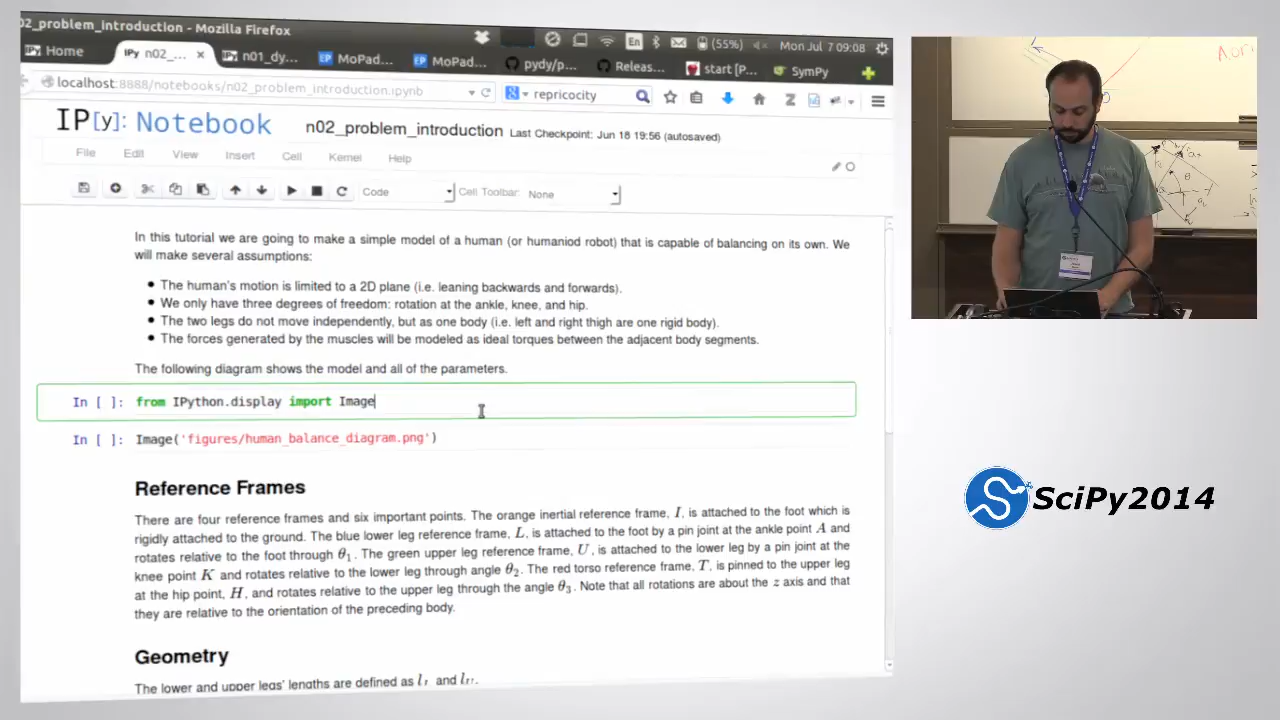 02_problem_introduction - Mozilla Firefox
En (55%) Mon Jul 7 09:08
IPy Home
IPy n02_... ×
n01_dy...
EP MoPad...
EP MoPad...
pydy/p...
Releas...
start [P...
SymPy
localhost:8888/notebooks/n02_problem_introduction.ipynb
repricocity
IP[y]: Notebook n02_problem_introduction Last Checkpoint: Jun 18 19:56 (autosaved)
File Edit View Insert Cell Kernel Help
Code Cell Toolbar: None
In this tutorial we are going to make a simple model of a human (or humaniod robot) that is capable of balancing on its own. We
will make several assumptions:
The human's motion is limited to a 2D plane (i.e. leaning backwards and forwards).
We only have three degrees of freedom: rotation at the ankle, knee, and hip.
The two legs do not move independently, but as one body (i.e. left and right thigh are one rigid body).
The forces generated by the muscles will be modeled as ideal torques between the adjacent body segments.
The following diagram shows the model and all of the parameters.
In [ ]: from IPython.display import Image
In [ ]: Image('figures/human_balance_diagram.png')
Reference Frames
There are four reference frames and six important points. The orange inertial reference frame, I, is attached to the foot which is
rigidly attached to the ground. The blue lower leg reference frame, L, is attached to the foot by a pin joint at the ankle point A and
rotates relative to the foot through θ1. The green upper leg reference frame, U, is attached to the lower leg by a pin joint at the
knee point K and rotates relative to the lower leg through angle θ2. The red torso reference frame, T, is pinned to the upper leg
at the hip point, H, and rotates relative to the upper leg through the angle θ3. Note that all rotations are about the z axis and that
they are relative to the orientation of the preceding body.
Geometry
The lower and upper legs' lengths are defined as lL and lU.
SciPy2014